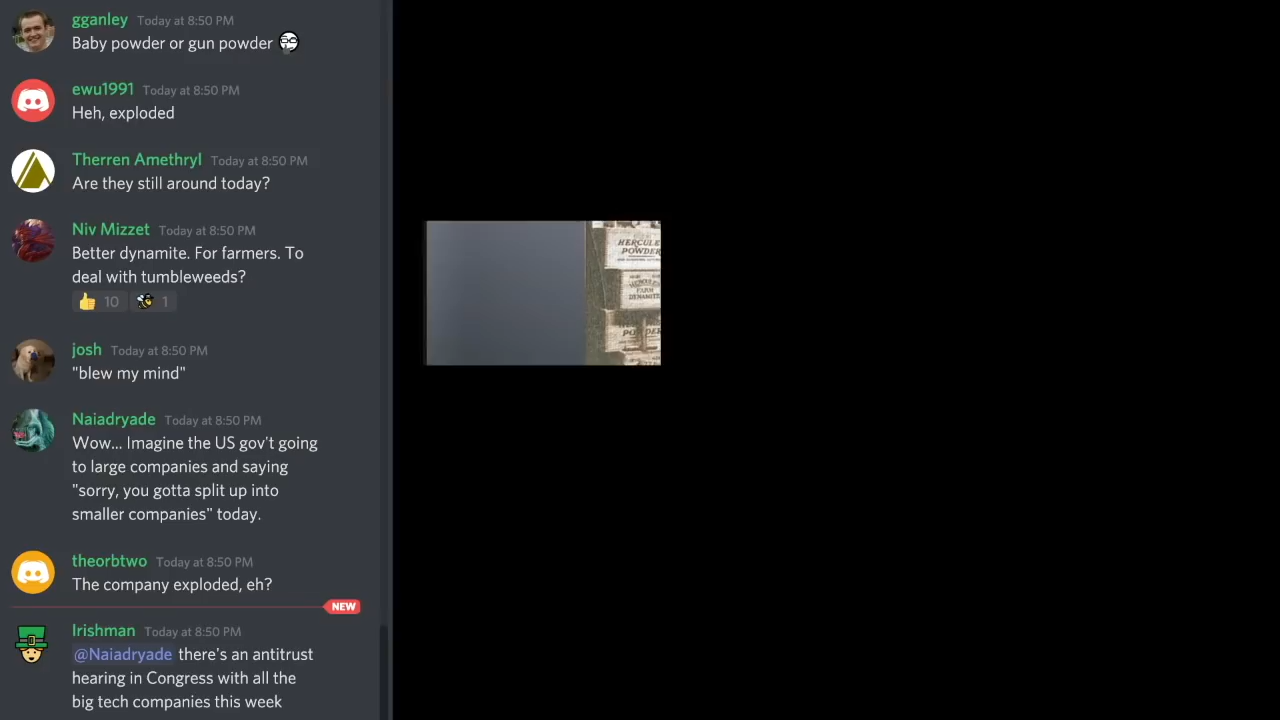 gganley Today at 8:50 PM
Baby powder or gun powder
ewu1991 Today at 8:50 PM
Heh, exploded
Therren Amethryl Today at 8:50 PM
Are they still around today?
Niv Mizzet Today at 8:50 PM
Better dynamite. For farmers. To
deal with tumbleweeds?
10 1
josh Today at 8:50 PM
"blew my mind"
Naiadryade Today at 8:50 PM
Wow... Imagine the US gov't going
to large companies and saying
"sorry, you gotta split up into
smaller companies" today.
theorbtwo Today at 8:50 PM
The company exploded, eh?
NEW
Irishman Today at 8:50 PM
@Naiadryade there's an antitrust
hearing in Congress with all the
big tech companies this week
HERCULE
POWDER
FARM
DYNAMITE